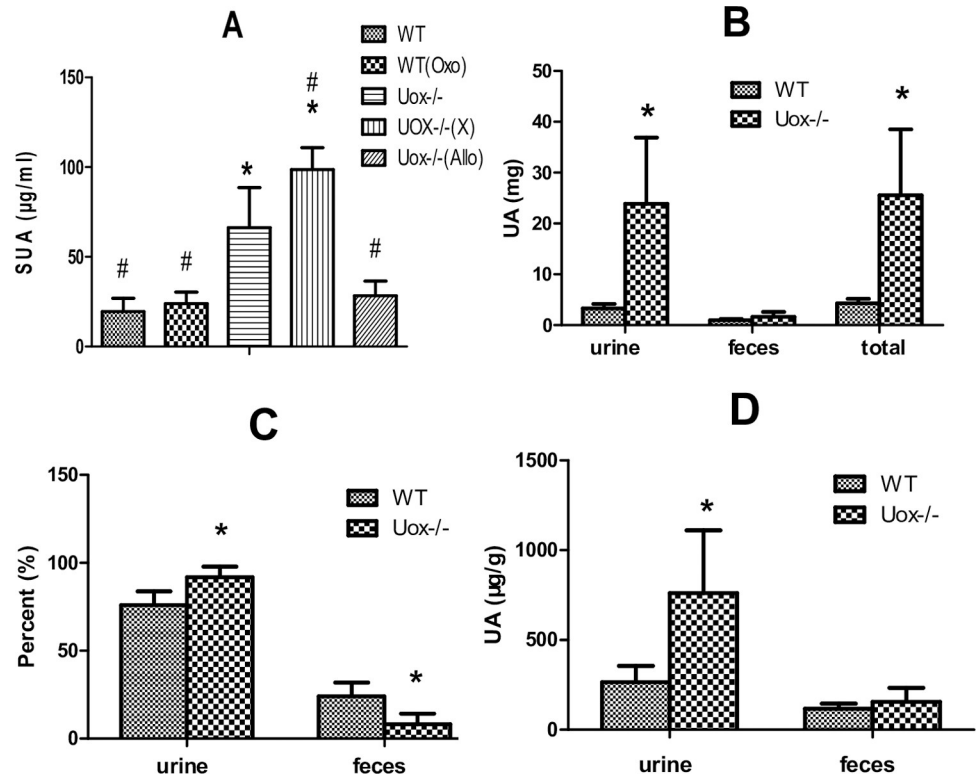 A
WT
WT(Oxo)
Uox-/-
UOX-/-(X)
Uox-/-(Allo)
SUA (µg/ml)
150
100
50
0
#
#
*
#
*
#
B
WT
Uox-/-
UA (mg)
50
40
30
20
10
0
*
*
urine feces total
C
WT
Uox-/-
Percent (%)
150
100
50
0
*
*
urine feces
D
WT
Uox-/-
UA (µg/g)
1500
1000
500
0
*
urine feces